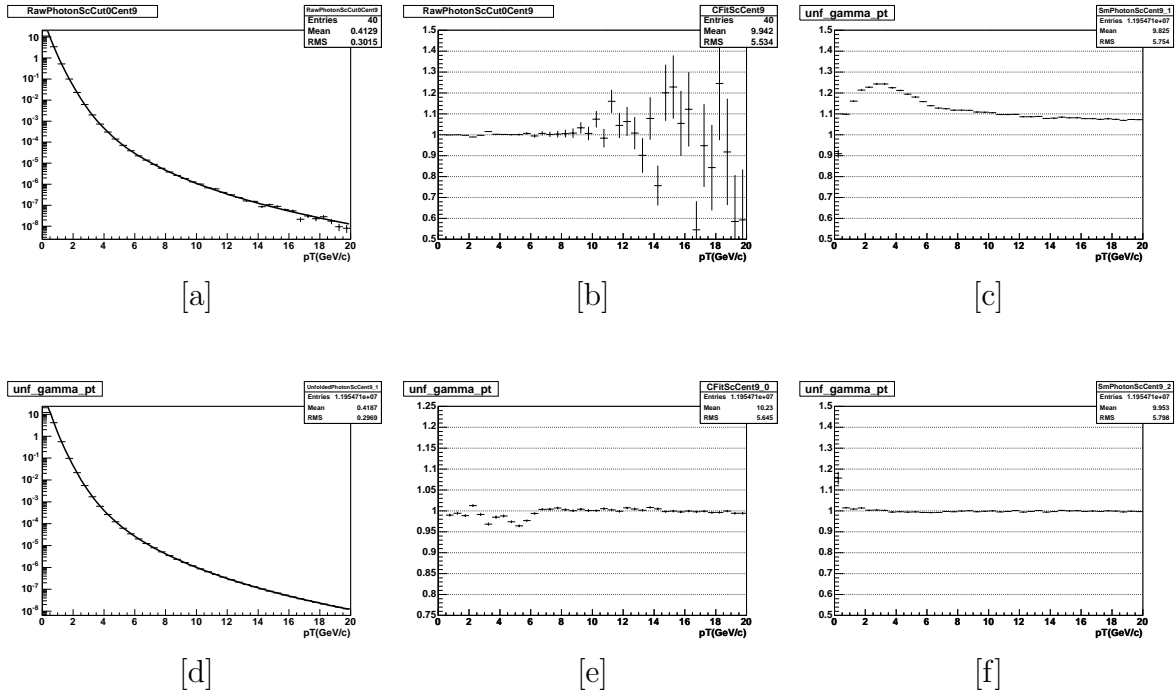 RawPhotonScCut0Cent9
RawPhotonScCut0Cent9
Entries 40
Mean 0.4129
RMS 0.3015
10
1
10^-1
10^-2
10^-3
10^-4
10^-5
10^-6
10^-7
10^-8
0 2 4 6 8 10 12 14 16 18 20
pT(GeV/c)
[a]
RawPhotonScCut0Cent9
CFitScCent9
Entries 40
Mean 9.942
RMS 5.534
1.5
1.4
1.3
1.2
1.1
1
0.9
0.8
0.7
0.6
0.5
0 2 4 6 8 10 12 14 16 18 20
pT(GeV/c)
[b]
unf_gamma_pt
SmPhotonScCent9_1
Entries 1.195471e+07
Mean 9.825
RMS 5.754
1.5
1.4
1.3
1.2
1.1
1
0.9
0.8
0.7
0.6
0.5
0 2 4 6 8 10 12 14 16 18 20
pT(GeV/c)
[c]
unf_gamma_pt
UnfoldedPhotonScCent9_1
Entries 1.195471e+07
Mean 0.4187
RMS 0.2969
10
1
10^-1
10^-2
10^-3
10^-4
10^-5
10^-6
10^-7
10^-8
0 2 4 6 8 10 12 14 16 18 20
pT(GeV/c)
[d]
unf_gamma_pt
CFitScCent9_0
Entries 1.195471e+07
Mean 10.23
RMS 5.645
1.25
1.2
1.15
1.1
1.05
1
0.95
0.9
0.85
0.8
0.75
0 2 4 6 8 10 12 14 16 18 20
pT(GeV/c)
[e]
unf_gamma_pt
SmPhotonScCent9_2
Entries 1.195471e+07
Mean 9.953
RMS 5.798
1.5
1.4
1.3
1.2
1.1
1
0.9
0.8
0.7
0.6
0.5
0 2 4 6 8 10 12 14 16 18 20
pT(GeV/c)
[f]